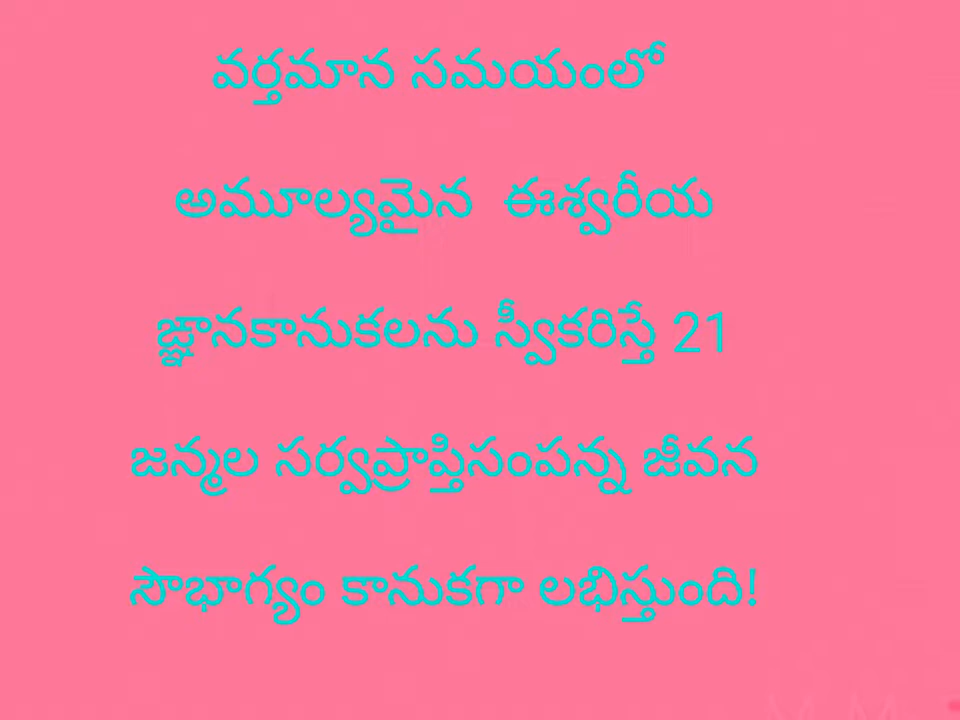 వర్తమాన సమయంలో
అమూల్యమైన ఈశ్వరీయ
ఙ్ఞానకానుకలను స్వీకరిస్తే 21
జన్మల సర్వప్రాప్తిసంపన్న జీవన
సౌభాగ్యం కానుకగా లభిస్తుంది!